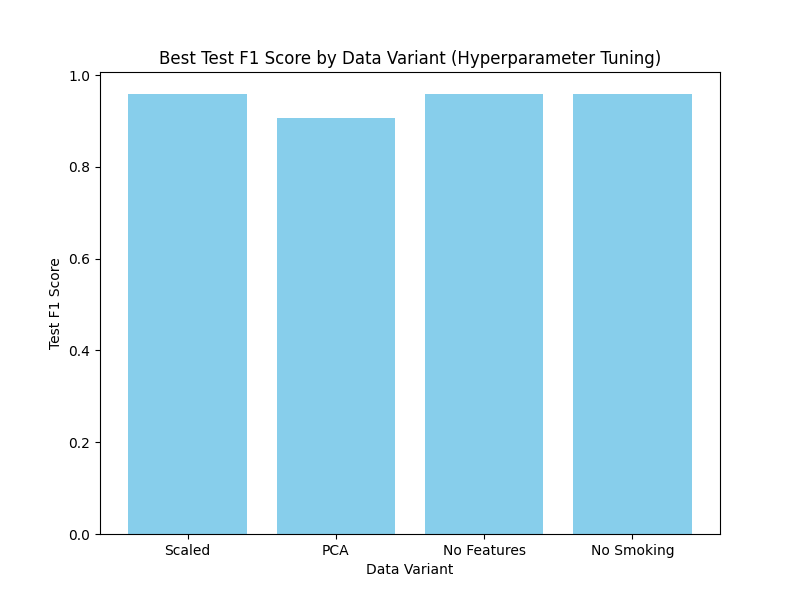 Best Test F1 Score by Data Variant (Hyperparameter Tuning)
1.0
0.8
0.6
0.4
0.2
0.0
Test F1 Score
Scaled PCA No Features No Smoking
Data Variant